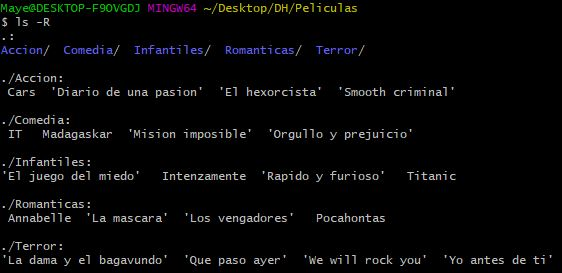 Maye@DESKTOP-F9OVGDJ MINGW64 ~/Desktop/DH/Peliculas
$ ls -R
.:
Accion/  Comedia/  Infantiles/  Romanticas/  Terror/
./Accion:
Cars  'Diario de una pasion'  'El hexorcista'  'Smooth criminal'
./Comedia:
IT  Madagaskar  'Mision imposible'  'Orgullo y prejuicio'
./Infantiles:
'El juego del miedo'  Intenzamente  'Rapido y furioso'  Titanic
./Romanticas:
Annabelle  'La mascara'  'Los vengadores'  Pocahontas
./Terror:
'La dama y el bagavundo'  'Que paso ayer'  'We will rock you'  'Yo antes de ti'